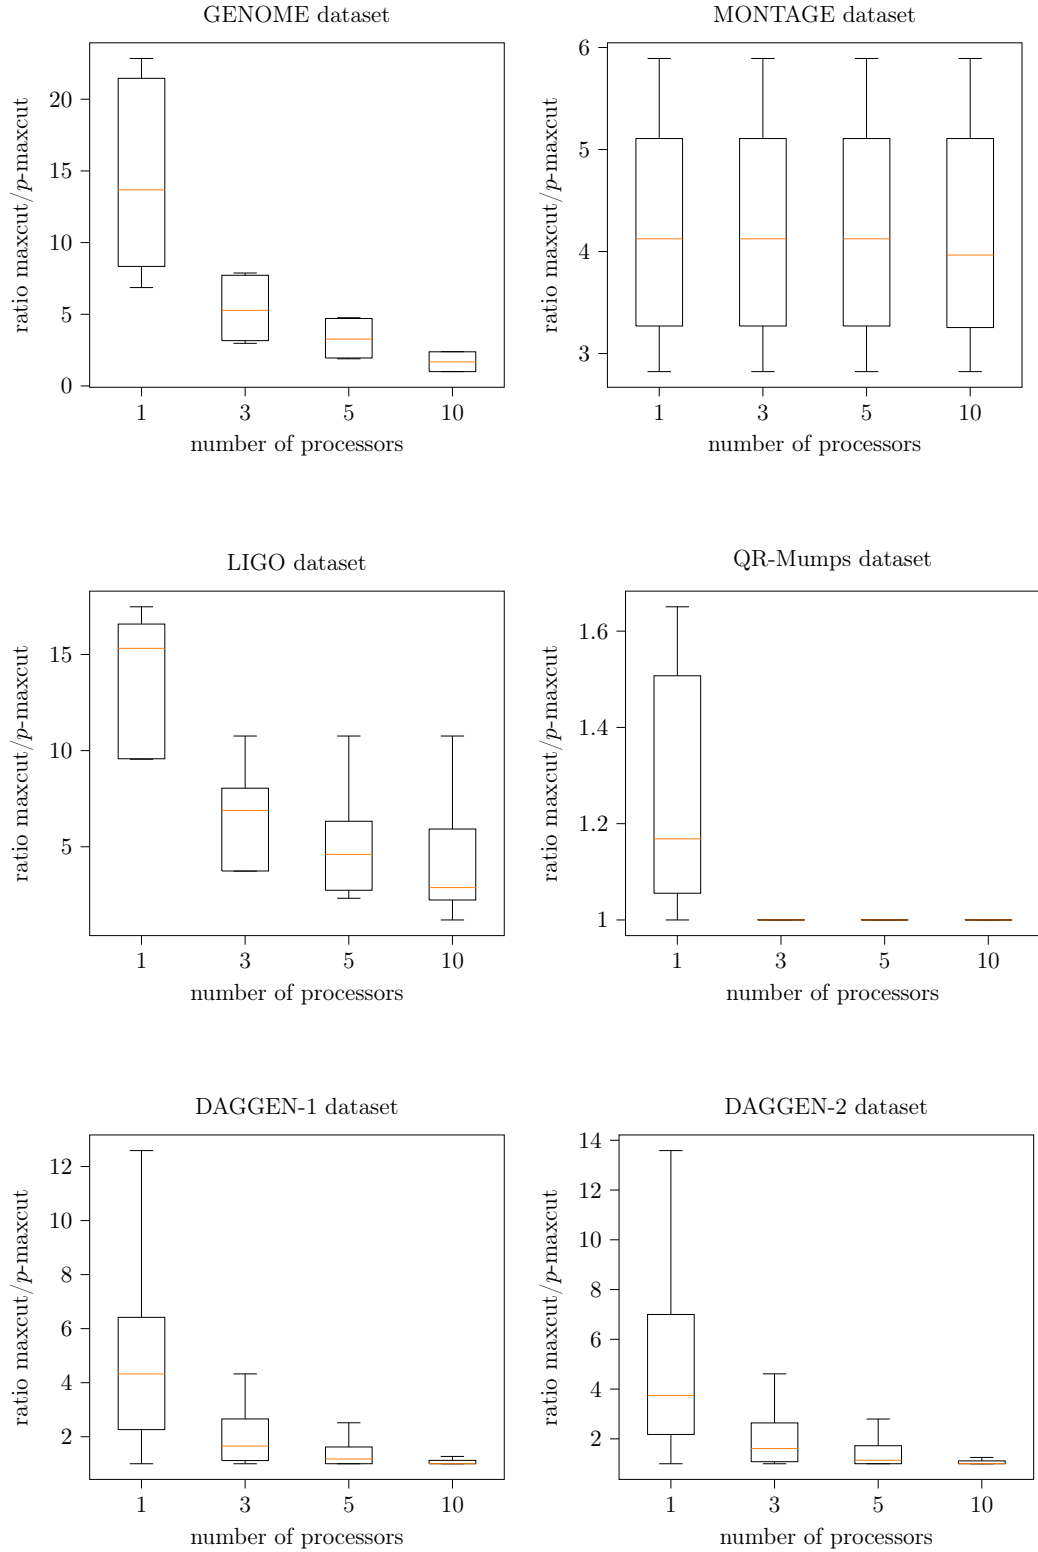 GENOME dataset
20
15
10
5
0
ratio maxcut/p-maxcut
1 3 5 10
number of processors
MONTAGE dataset
6
5
4
3
ratio maxcut/p-maxcut
1 3 5 10
number of processors
LIGO dataset
15
10
5
ratio maxcut/p-maxcut
1 3 5 10
number of processors
QR-Mumps dataset
1.6
1.4
1.2
1
ratio maxcut/p-maxcut
1 3 5 10
number of processors
DAGGEN-1 dataset
12
10
8
6
4
2
ratio maxcut/p-maxcut
1 3 5 10
number of processors
DAGGEN-2 dataset
14
12
10
8
6
4
2
ratio maxcut/p-maxcut
1 3 5 10
number of processors